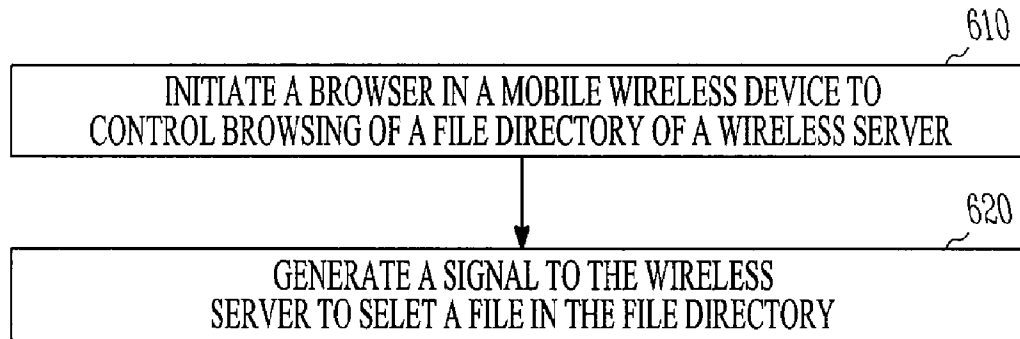 610
INITIATE A BROWSER IN A MOBILE WIRELESS DEVICE TO
CONTROL BROWSING OF A FILE DIRECTORY OF A WIRELESS SERVER
620
GENERATE A SIGNAL TO THE WIRELESS
SERVER TO SELET A FILE IN THE FILE DIRECTORY